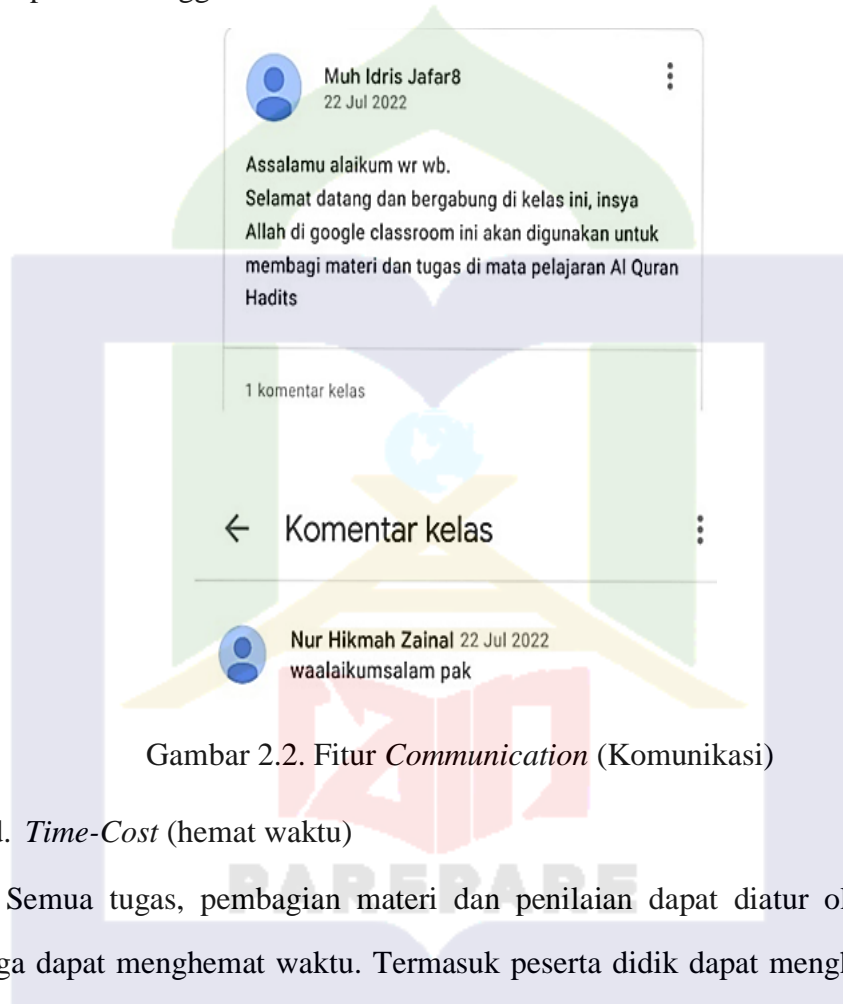 Muh Idris Jafar8
22 Jul 2022
Assalamu alaikum wr wb.
Selamat datang dan bergabung di kelas ini, insya
Allah di google classroom ini akan digunakan untuk
membagi materi dan tugas di mata pelajaran Al Quran
Hadits
1 komentar kelas
Komentar kelas
Nur Hikmah Zainal 22 Jul 2022
waalaikumsalam pak
Gambar 2.2. Fitur Communication (Komunikasi)
Time-Cost (hemat waktu)
PAREPARE
Semua tugas, pembagian materi dan penilaian dapat diatur
dapat menghemat waktu. Termasuk peserta didik dapat